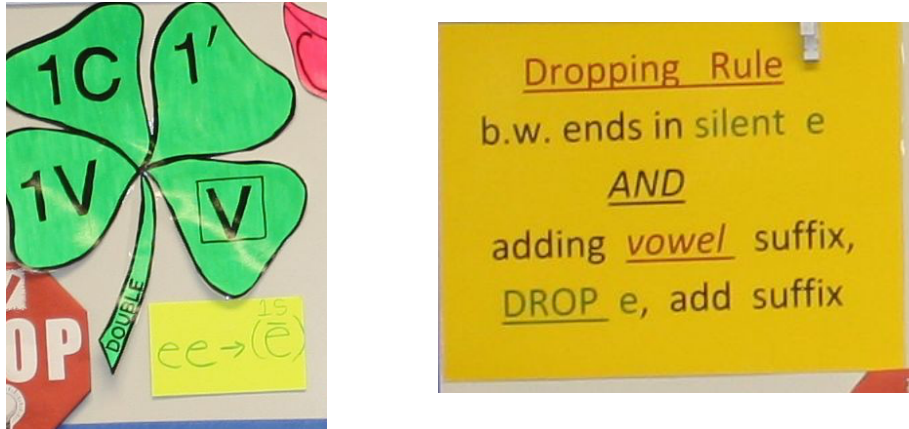 1C
1′
1V
V
DOUBLE
OP
1S
ee → (ē)
Dropping Rule
b.w. ends in silent e
AND
adding vowel suffix,
DROP e, add suffix